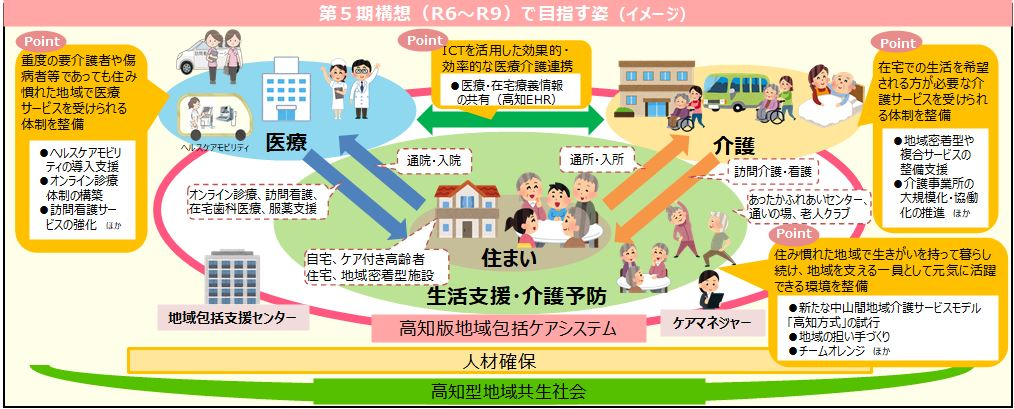 第５期構想（R6～R9）で目指す姿（イメージ）
Point
重度の要介護者や傷
病者等であっても住み
慣れた地域で医療
サービスを受けられる
体制を整備
●ヘルスケアモビリ
ティの導入支援
●オンライン診療
体制の構築
●訪問看護サー
ビスの強化 ほか
ヘルスケアモビリティ
医療
Point
ICTを活用した効果的・
効率的な医療介護連携
●医療・在宅療養情報
の共有（高知EHR）
介護
Point
在宅での生活を希望
される方が必要な介
護サービスを受けられ
る体制を整備
●地域密着型や
複合サービスの
整備支援
●介護事業所の
大規模化・協働
化の推進 ほか
通院・入院
オンライン診療、訪問看護、
在宅歯科医療、服薬支援
通所・入所
訪問介護・看護
あったかふれあいセンター、
通いの場、老人クラブ
自宅、ケア付き高齢者
住宅、地域密着型施設
住まい
生活支援・介護予防
地域包括支援センター
ケアマネジャー
Point
住み慣れた地域で生きがいを持って暮らし
続け、地域を支える一員として元気に活躍
できる環境を整備
●新たな中山間地域介護サービスモデル
「高知方式」の試行
●地域の担い手づくり
●チームオレンジ ほか
高知版地域包括ケアシステム
人材確保
高知型地域共生社会